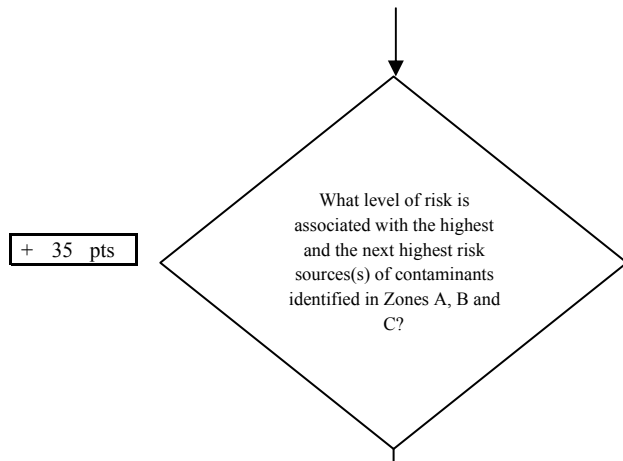 What level of risk is
associated with the highest
and the next highest risk
sources(s) of contaminants
identified in Zones A, B and
C?
+ 35 pts